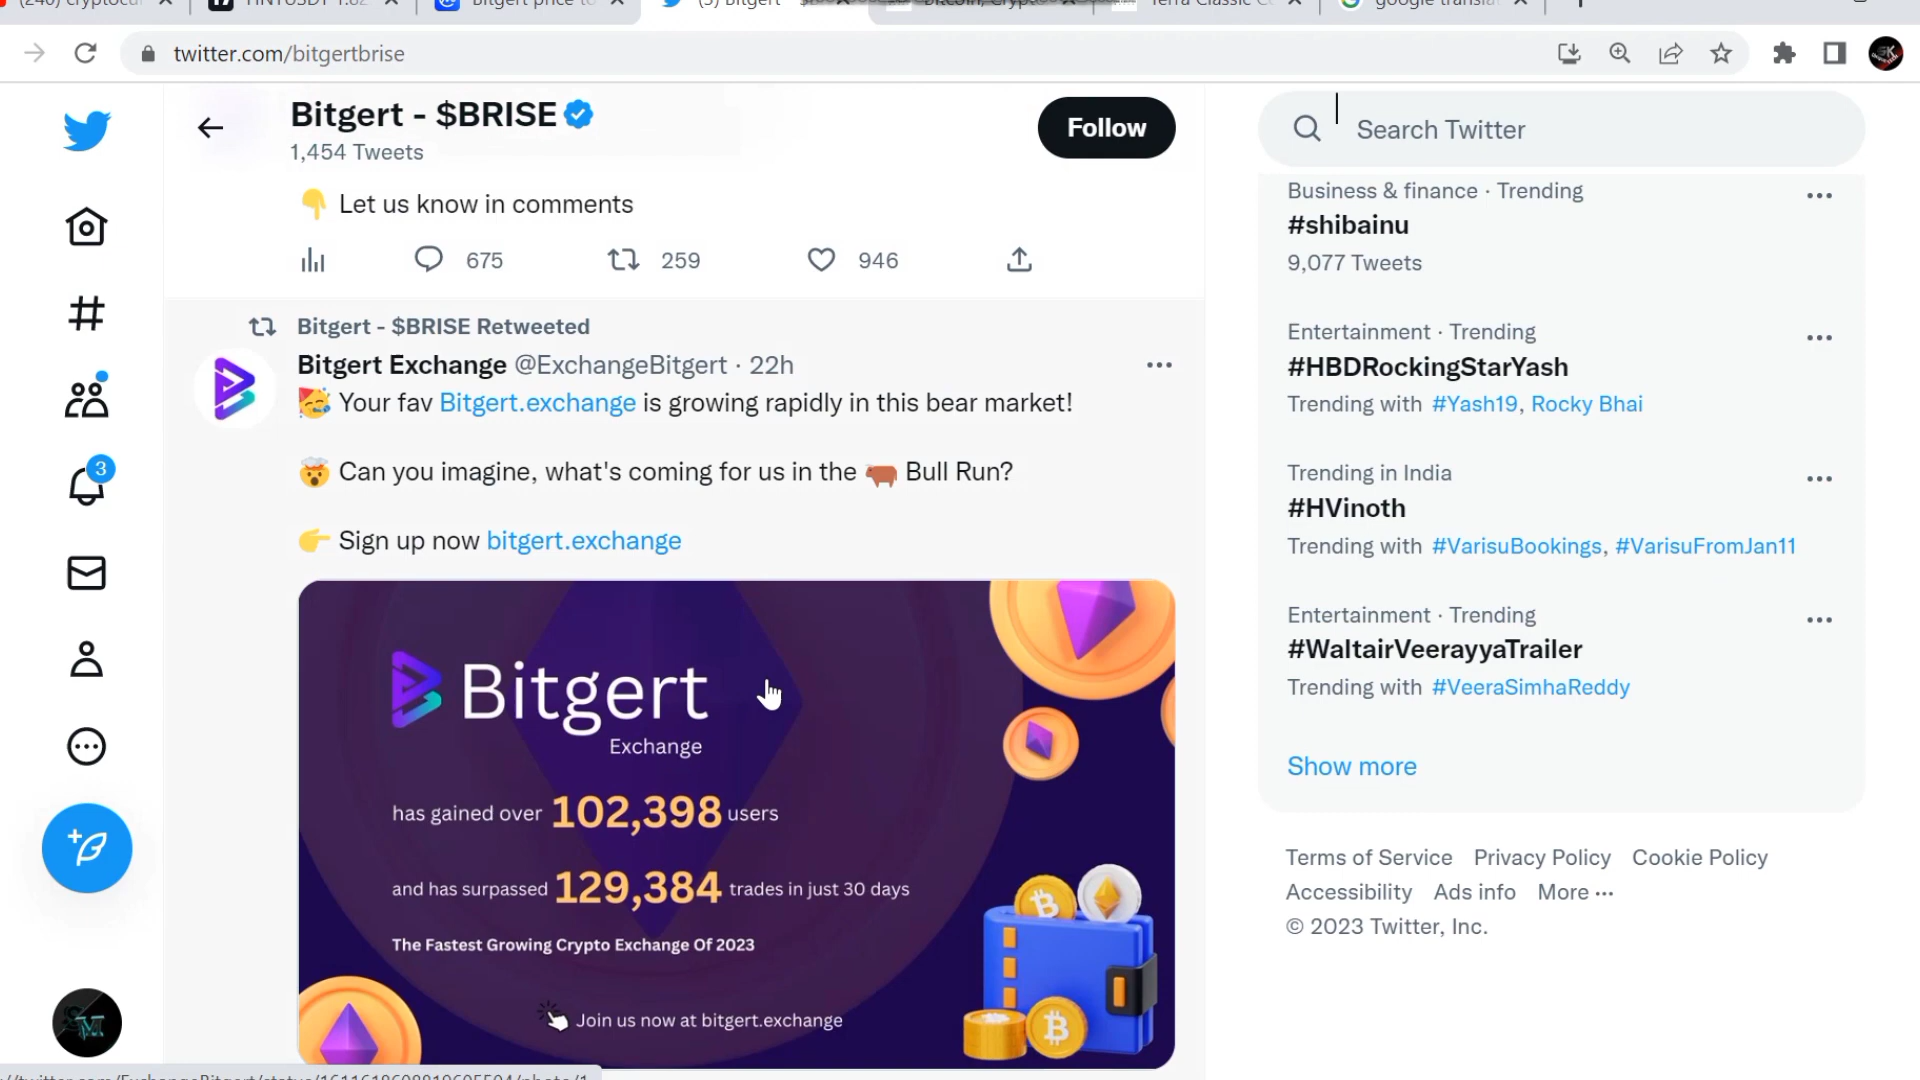 twitter.com/bitgertbrise
Bitgert - $BRISE
1,454 Tweets
Follow
Search Twitter
Let us know in comments
675 259 946
Bitgert - $BRISE Retweeted
Bitgert Exchange @ExchangeBitgert · 22h
🥳 Your fav Bitgert.exchange is growing rapidly in this bear market!
🤯 Can you imagine, what's coming for us in the 🐂 Bull Run?
👉 Sign up now bitgert.exchange
Bitgert
Exchange
has gained over 102,398 users
and has surpassed 129,384 trades in just 30 days
The Fastest Growing Crypto Exchange Of 2023
Join us now at bitgert.exchange
3
Business & finance · Trending
#shibainu
9,077 Tweets
Entertainment · Trending
#HBDRockingStarYash
Trending with #Yash19, Rocky Bhai
Trending in India
#HVinoth
Trending with #VarisuBookings, #VarisuFromJan11
Entertainment · Trending
#WaltairVeerayyaTrailer
Trending with #VeeraSimhaReddy
Show more
Terms of Service Privacy Policy Cookie Policy
Accessibility Ads info More ···
© 2023 Twitter, Inc.